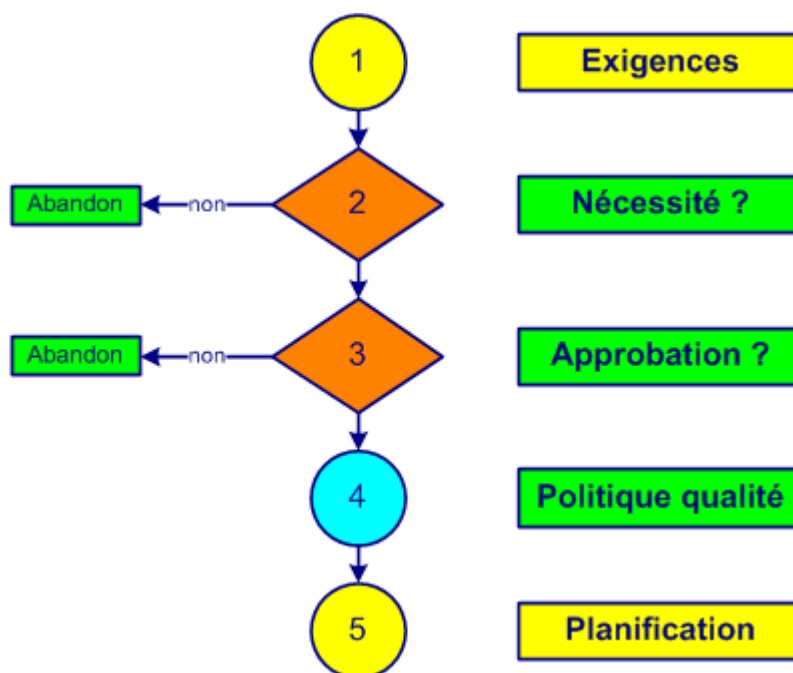 1
Exigences
Abandon
non
2
Nécessité ?
Abandon
non
3
Approbation ?
4
Politique qualité
5
Planification